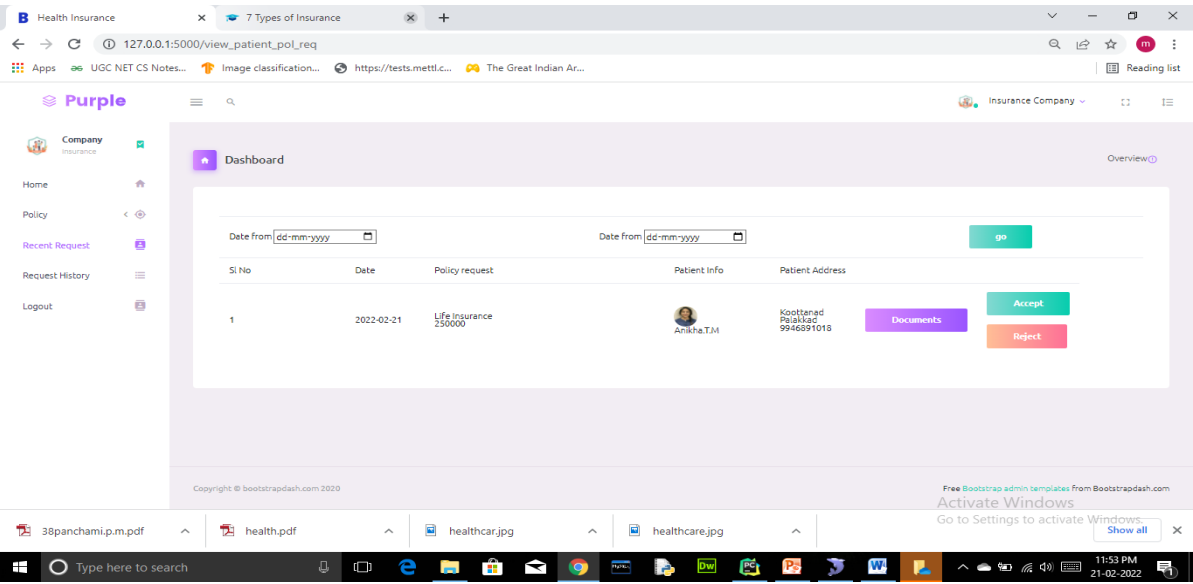 B Health Insurance
7 Types of Insurance
127.0.0.1:5000/view_patient_pol_req
m
Apps
UGC NET CS Notes...
Image classification...
https://tests.mettl.c...
The Great Indian Ar...
Reading list
Purple
Insurance Company
Company
Insurance
Dashboard
Overview
Home
Policy
Recent Request
Request History
Logout
Date from dd-mm-yyyy
Date from dd-mm-yyyy
go
Sl No Date Policy request Patient Info Patient Address
1
2022-02-21
Life Insurance
250000
Anikha.T.M
Koottanad
Palakkad
9946891018
Documents
Accept
Reject
Copyright © bootstrapdash.com 2020
Free Bootstrap admin templates from Bootstrapdash.com
Activate Windows
Go to Settings to activate Windows.
38panchami.p.m.pdf
health.pdf
healthcar.jpg
healthcare.jpg
Show all
Type here to search
Dw
PC
W
11:53 PM
21-02-2022